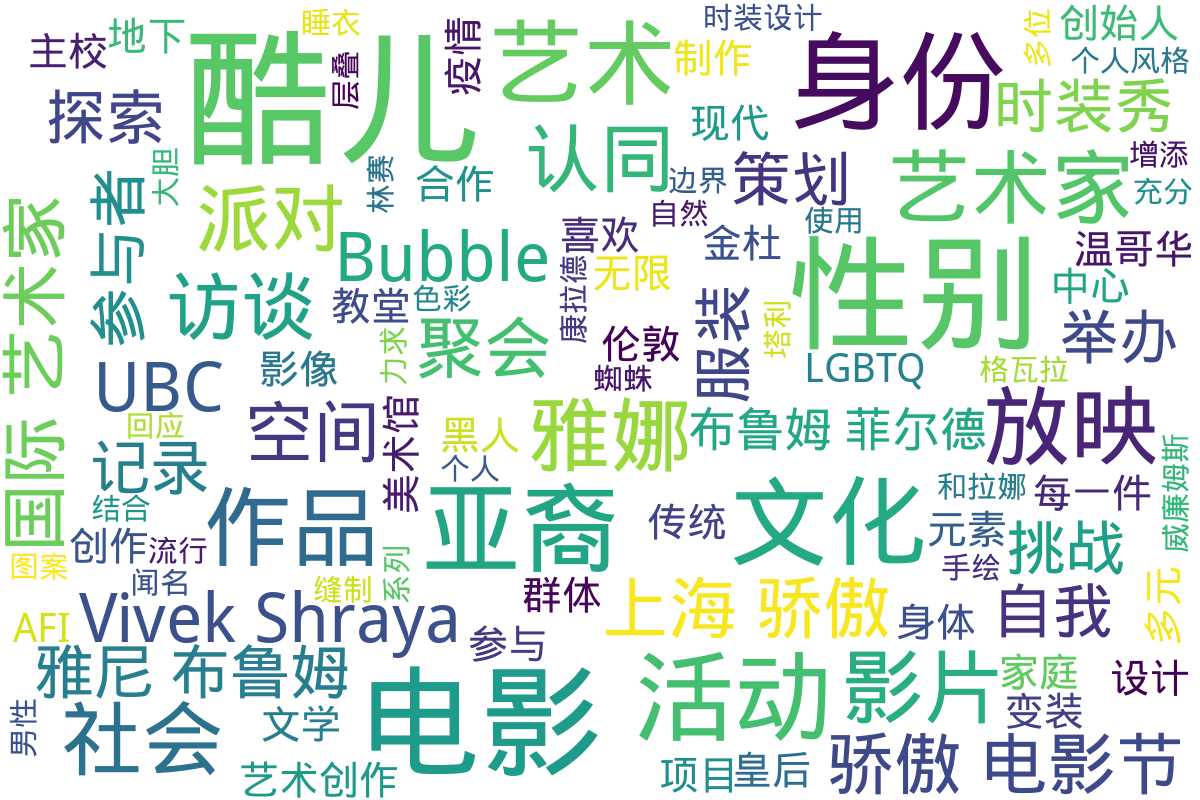 睡衣
时装设计
多位
创始人
地下
主校
酷儿
层叠
疫情
艺术
制作
身份
个人风格
时装秀
探索
现代
认同
大胆
林赛
合作
边界
策划
艺术家
增添
充分
参与者
派对
自然
使用
国际 艺术家
Bubble
喜欢
金杜
性别
温哥华
访谈
无限
中心
教堂
色彩
康拉德
服装
塔利
举办
力求
聚会
伦敦
影像
蜘蛛
LGBTQ
格瓦拉
UBC
空间
美术馆
回应
黑人
雅娜
布鲁姆 菲尔德
放映
记录
个人
威廉姆斯
结合
作品
亚裔
文化
和拉娜
每一件
传统
元素
挑战
创作
流行
图案
闻名
缝制
系列
手绘
群体
上海 骄傲
自我
多元
AFI
Vivek Shraya
参与
身体
雅尼 布鲁姆
电影
活动
影片
家庭
设计
男性
社会
文学
变装
艺术创作
项目
皇后
骄傲 电影节